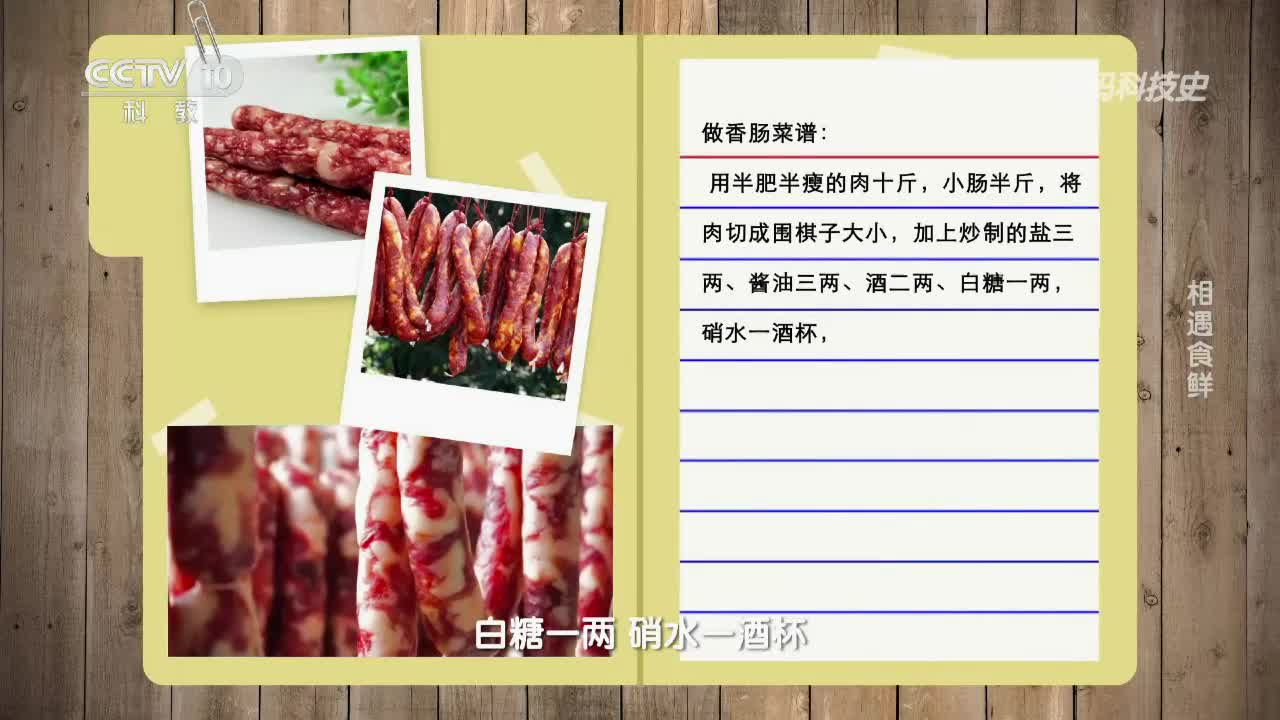 CCTV 10
科教
码科技史
做香肠菜谱：
用半肥半瘦的肉十斤，小肠半斤，将
肉切成围棋子大小，加上炒制的盐三
两、酱油三两、酒二两、白糖一两，
硝水一酒杯，
相遇食鲜
白糖一两 硝水一酒杯